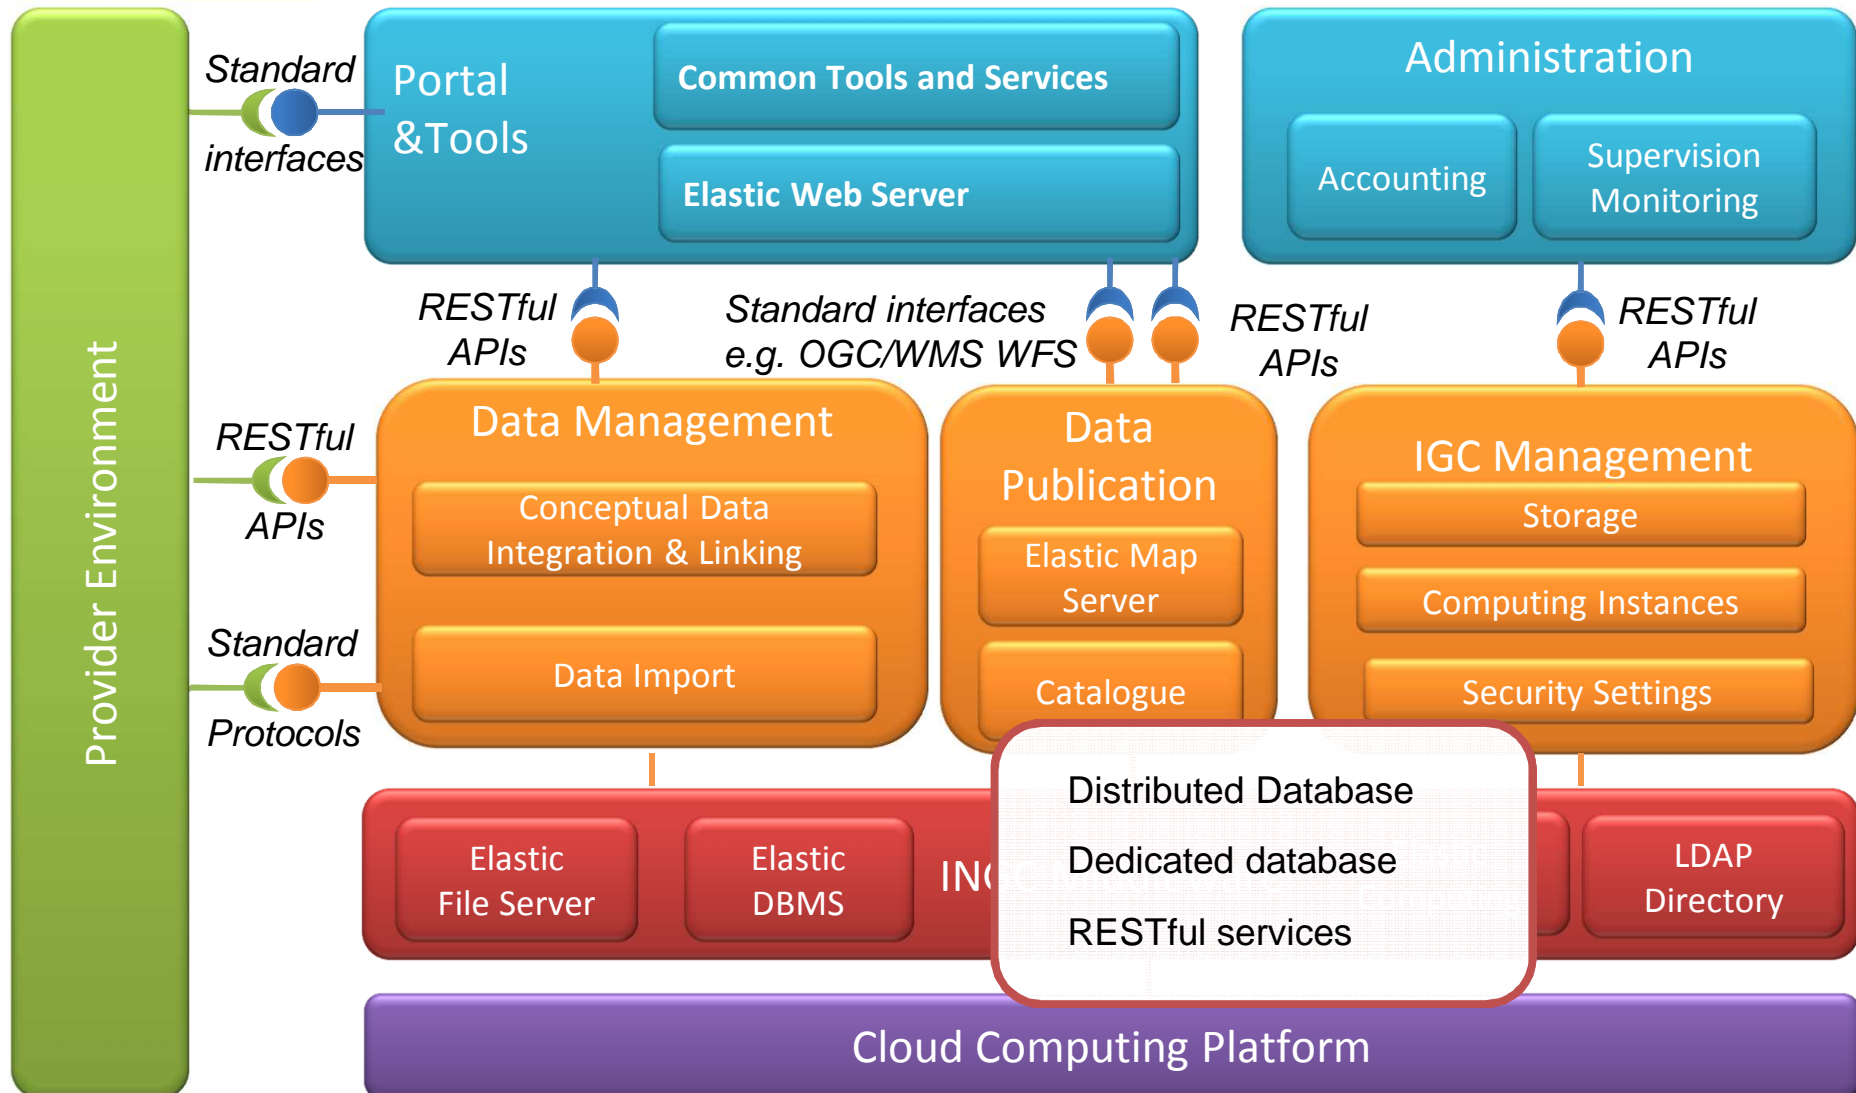 Provider Environment
Standard
interfaces
RESTful
APIs
Standard
Protocols
Portal
&Tools
Common Tools and Services
Elastic Web Server
Administration
Accounting
Supervision
Monitoring
RESTful
APIs
Standard interfaces
e.g. OGC/WMS WFS
RESTful
APIs
RESTful
APIs
Data Management
Conceptual Data
Integration & Linking
Data Import
Data
Publication
Elastic Map
Server
Catalogue
IGC Management
Storage
Computing Instances
Security Settings
Elastic
File Server
Elastic
DBMS
Distributed Database
Dedicated database
RESTful services
LDAP
Directory
Cloud Computing Platform